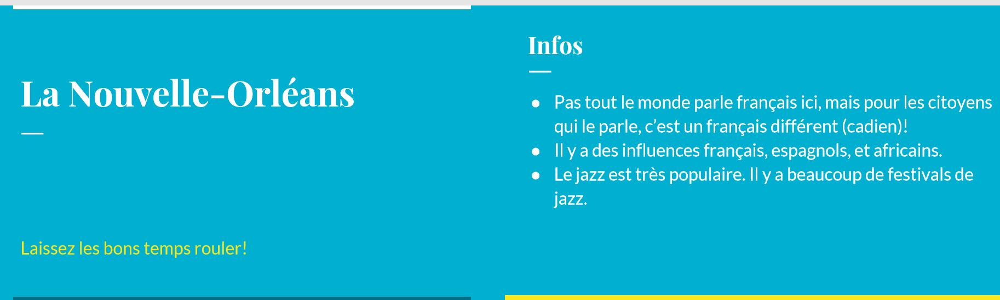 La Nouvelle-Orléans
Laissez les bons temps rouler!
Infos
● Pas tout le monde parle français ici, mais pour les citoyens
qui le parle, c’est un français différent (cadien)!
● Il y a des influences français, espagnols, et africains.
● Le jazz est très populaire. Il y a beaucoup de festivals de
jazz.